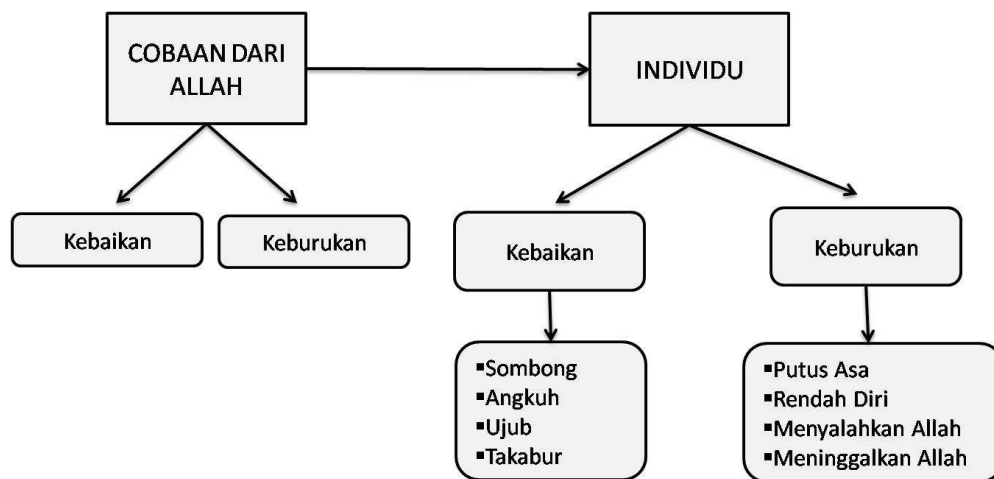 COBAAN DARI
ALLAH
INDIVIDU
Kebaikan
Keburukan
Kebaikan
Keburukan
▪Sombong
▪Angkuh
▪Ujub
▪Takabur
▪Putus Asa
▪Rendah Diri
▪Menyalahkan Allah
▪Meninggalkan Allah